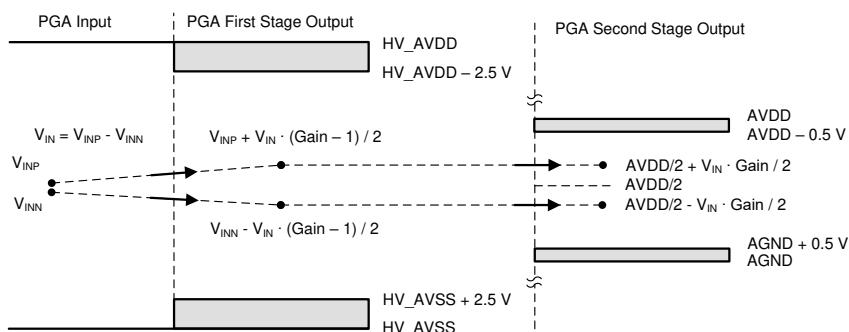 PGA Input
PGA First Stage Output
PGA Second Stage Output
HV_AVDD
HV_AVDD – 2.5 V
AVDD
AVDD – 0.5 V
V_INP
V_IN = V_INP - V_INN
V_INP + V_IN · (Gain – 1) / 2
AVDD/2 + V_IN · Gain / 2
AVDD/2
AVDD/2 - V_IN · Gain / 2
V_INN
V_INN - V_IN · (Gain – 1) / 2
AGND + 0.5 V
AGND
HV_AVSS + 2.5 V
HV_AVSS